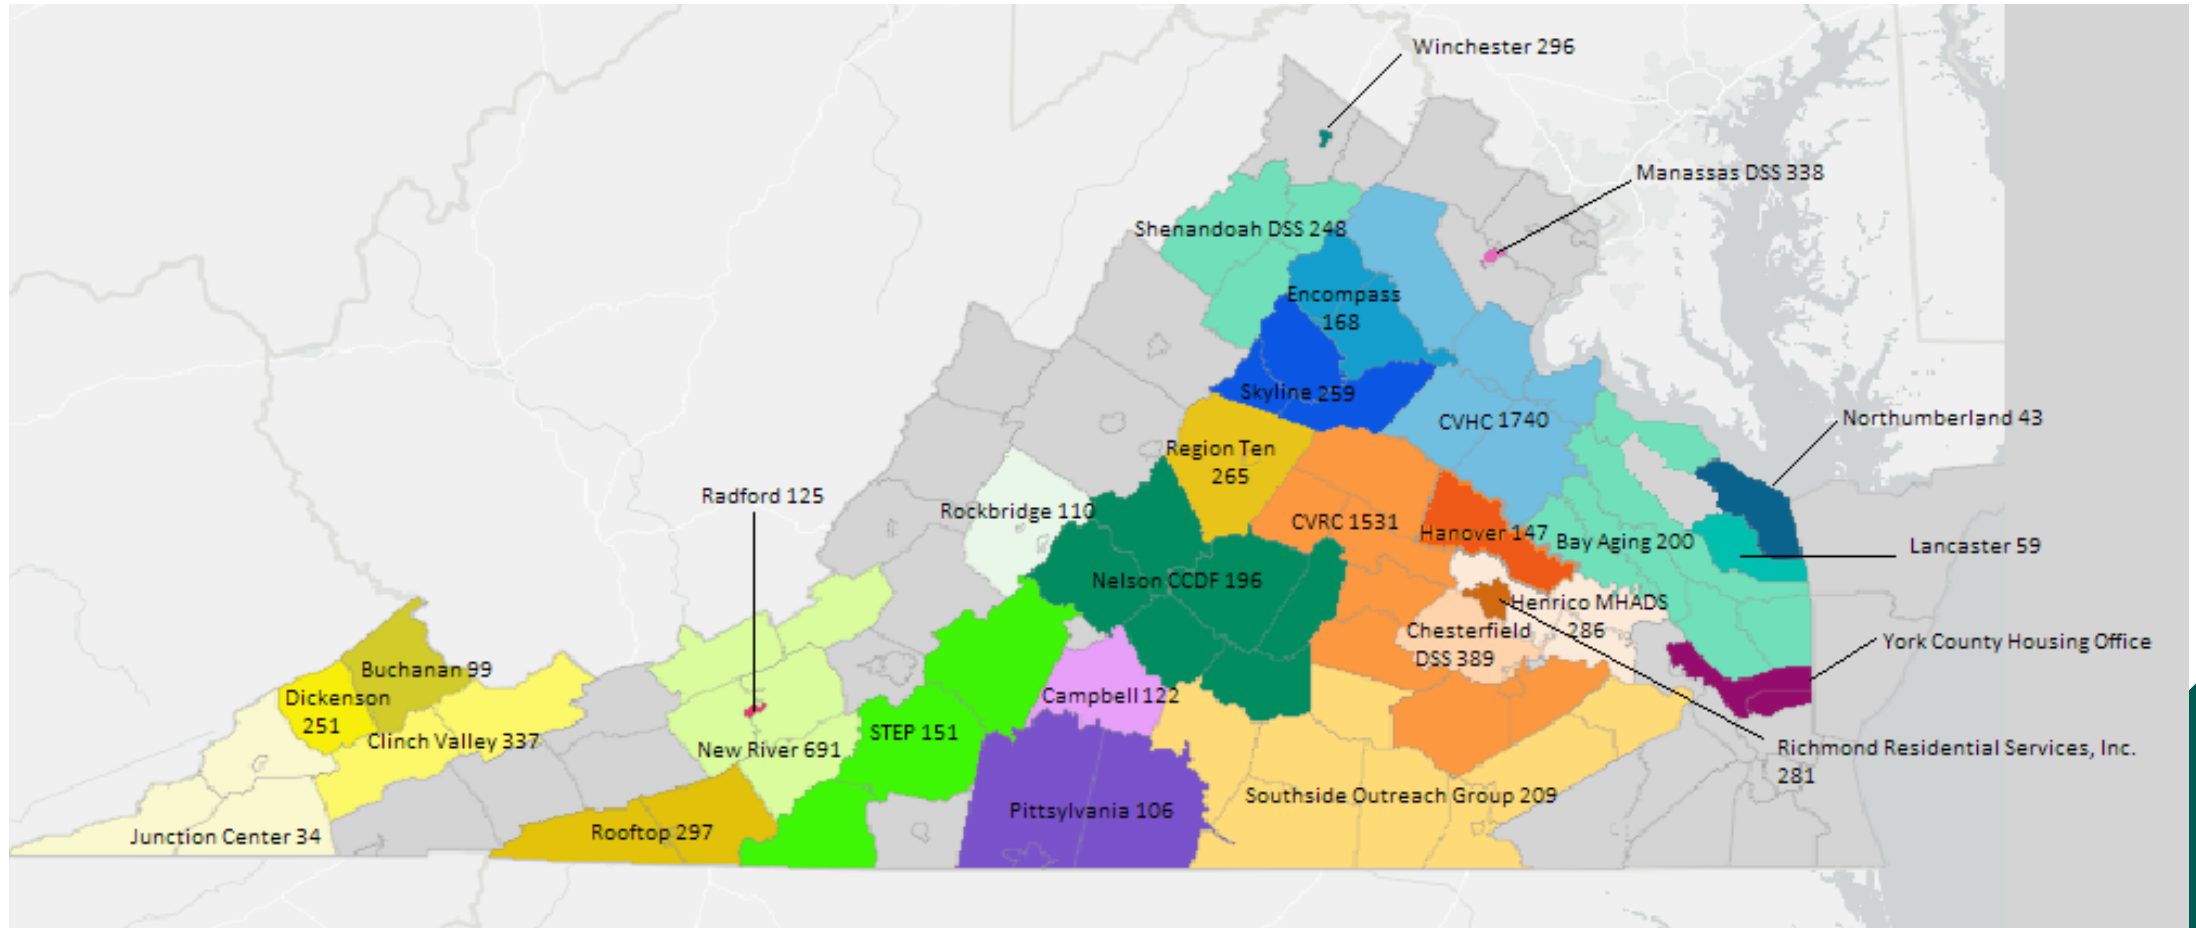 Winchester 296
Manassas DSS 338
Shenandoah DSS 248
Encompass
168
Skyline 259
CVHC 1740
Northumberland 43
Region Ten
265
Radford 125
Rockbridge 110
CVRC 1531
Hanover 147
Bay Aging 200
Lancaster 59
Nelson CCDF 196
Henrico MHADS
286
Chesterfield
DSS 389
York County Housing Office
Buchanan 99
Dickenson
251
Campbell 122
Clinch Valley 337
STEP 151
New River 691
Richmond Residential Services, Inc.
281
Southside Outreach Group 209
Pittsylvania 106
Rooftop 297
Junction Center 34